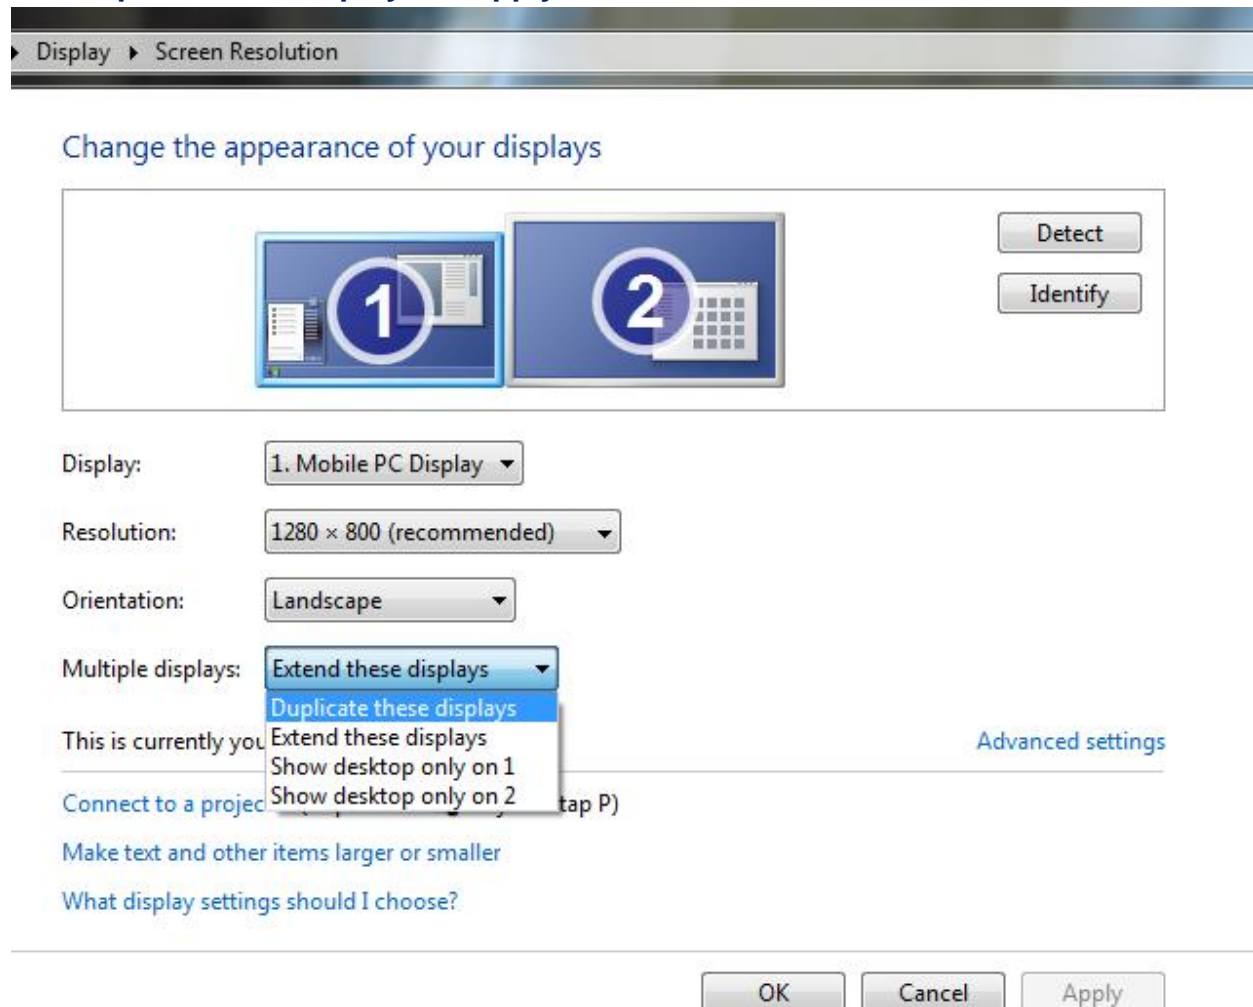 Display ▸ Screen Resolution
Change the appearance of your displays
1
2
Detect
Identify
Display: 1. Mobile PC Display
Resolution: 1280 × 800 (recommended)
Orientation: Landscape
Multiple displays: Extend these displays
Duplicate these displays
Extend these displays
Show desktop only on 1
Show desktop only on 2
This is currently
Advanced settings
Connect to a tap P)
Make text and other items larger or smaller
What display settings should I choose?
OK Cancel Apply